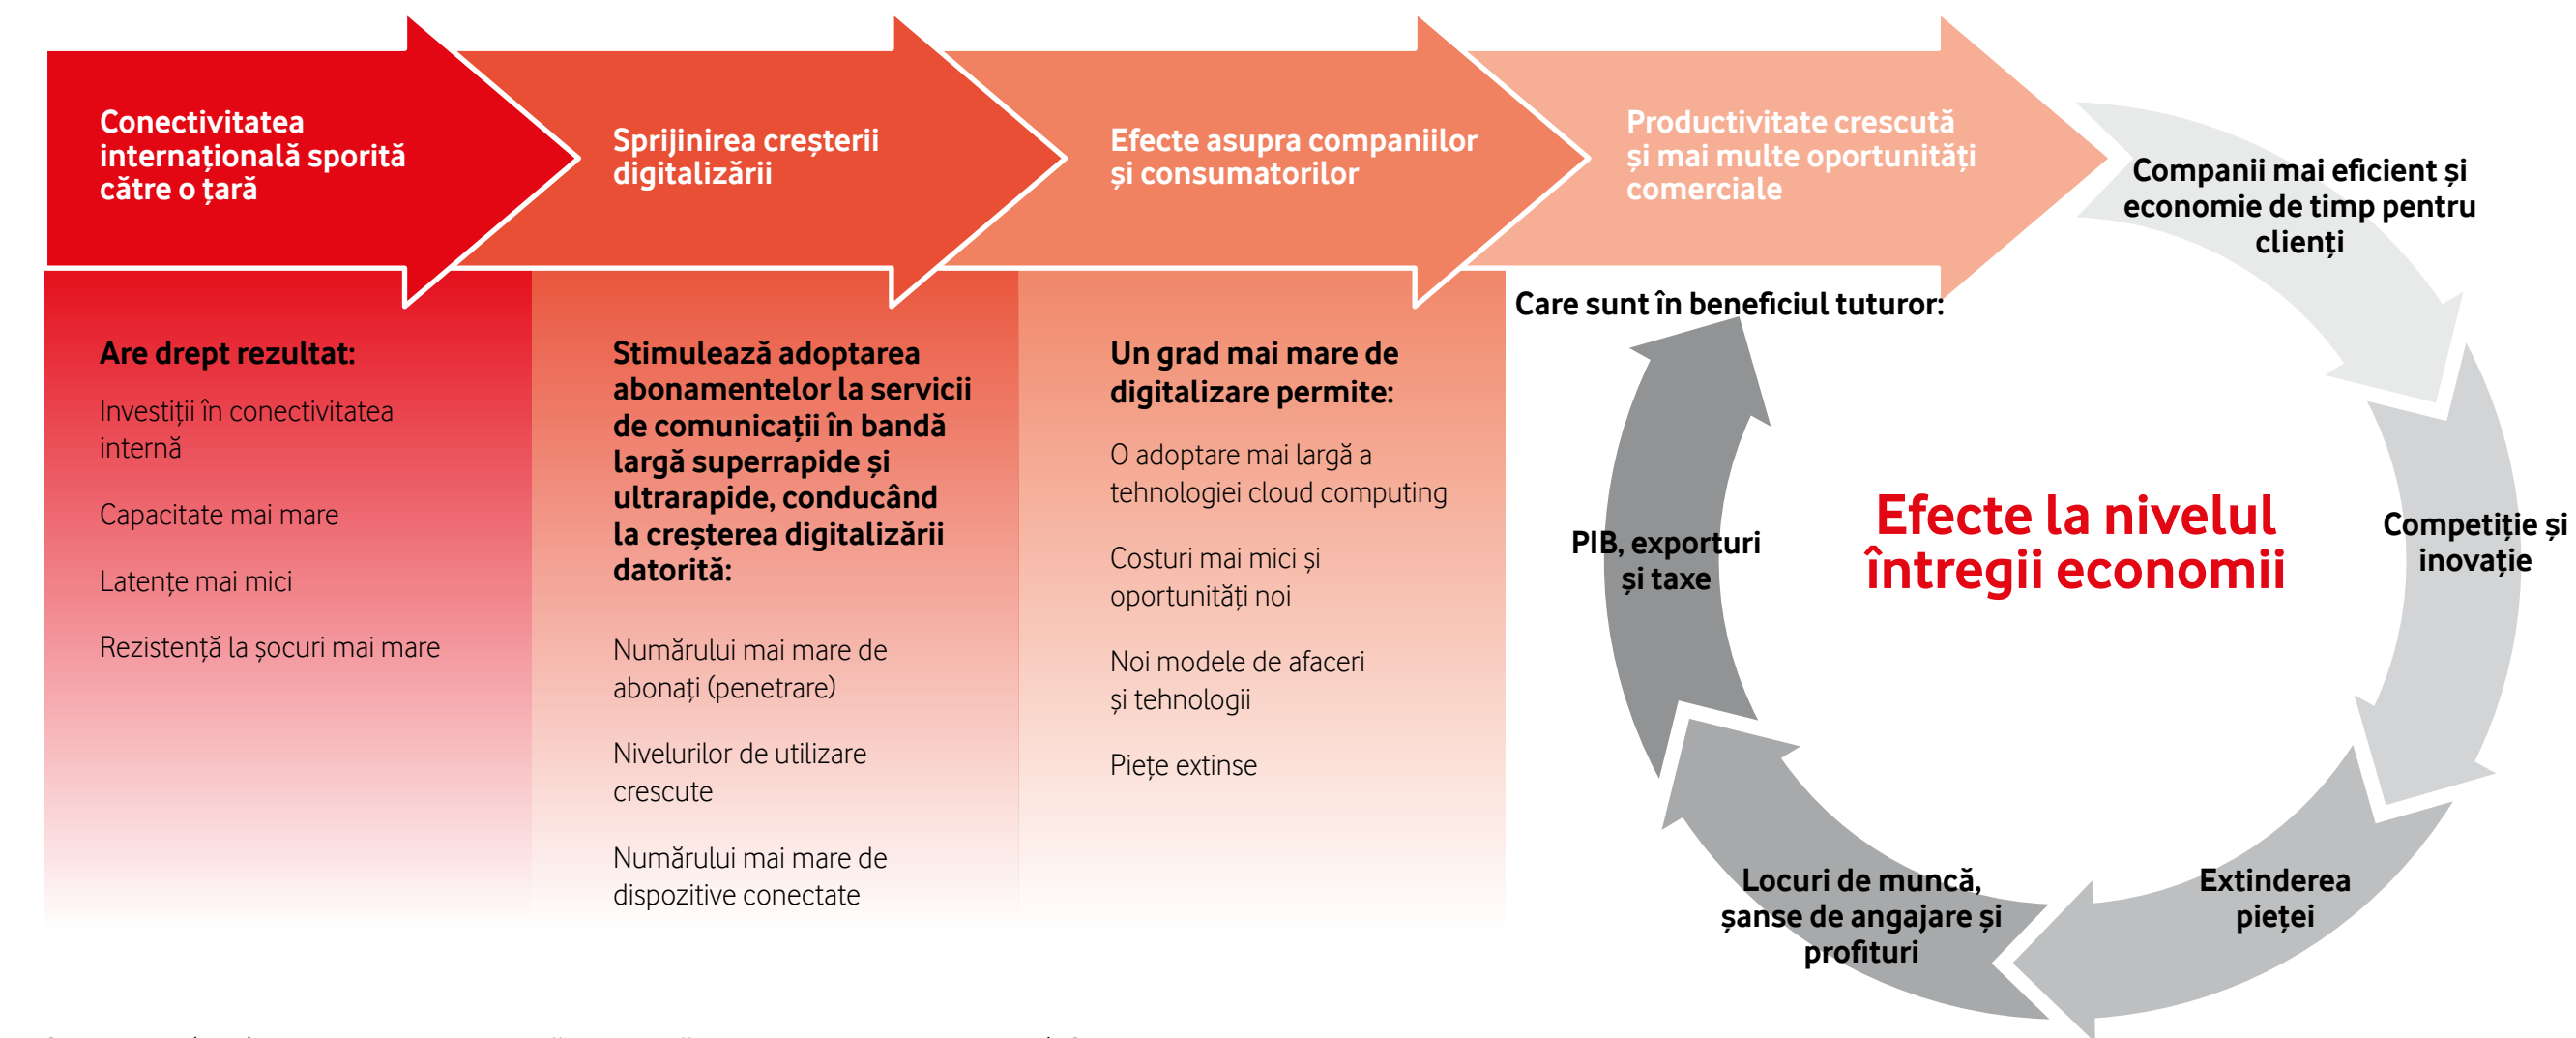 Conectivitatea
internațională sporită
către o țară
Sprijinirea creșterii
digitalizării
Efecte asupra companiilor
și consumatorilor
Productivitate crescută
și mai multe oportunități
comerciale
Are drept rezultat:
Investiții în conectivitatea
internă
Capacitate mai mare
Latențe mai mici
Rezistență la șocuri mai mare
Stimulează adoptarea
abonamentelor la servicii
de comunicații în bandă
largă superrapide și
ultrarapide, conducând
la creșterea digitalizării
datorită:
Numărului mai mare de
abonați (penetrare)
Nivelurilor de utilizare
crescute
Numărului mai mare de
dispozitive conectate
Un grad mai mare de
digitalizare permite:
O adoptare mai largă a
tehnologiei cloud computing
Costuri mai mici și
oportunități noi
Noi modele de afaceri
și tehnologii
Piețe extinse
Care sunt în beneficiul tuturor:
Companii mai eficient și
economie de timp pentru
clienți
Competiție și
inovație
Extinderea
pieței
Locuri de muncă,
șanse de angajare și
profituri
PIB, exporturi
și taxe
Efecte la nivelul
întregii economii